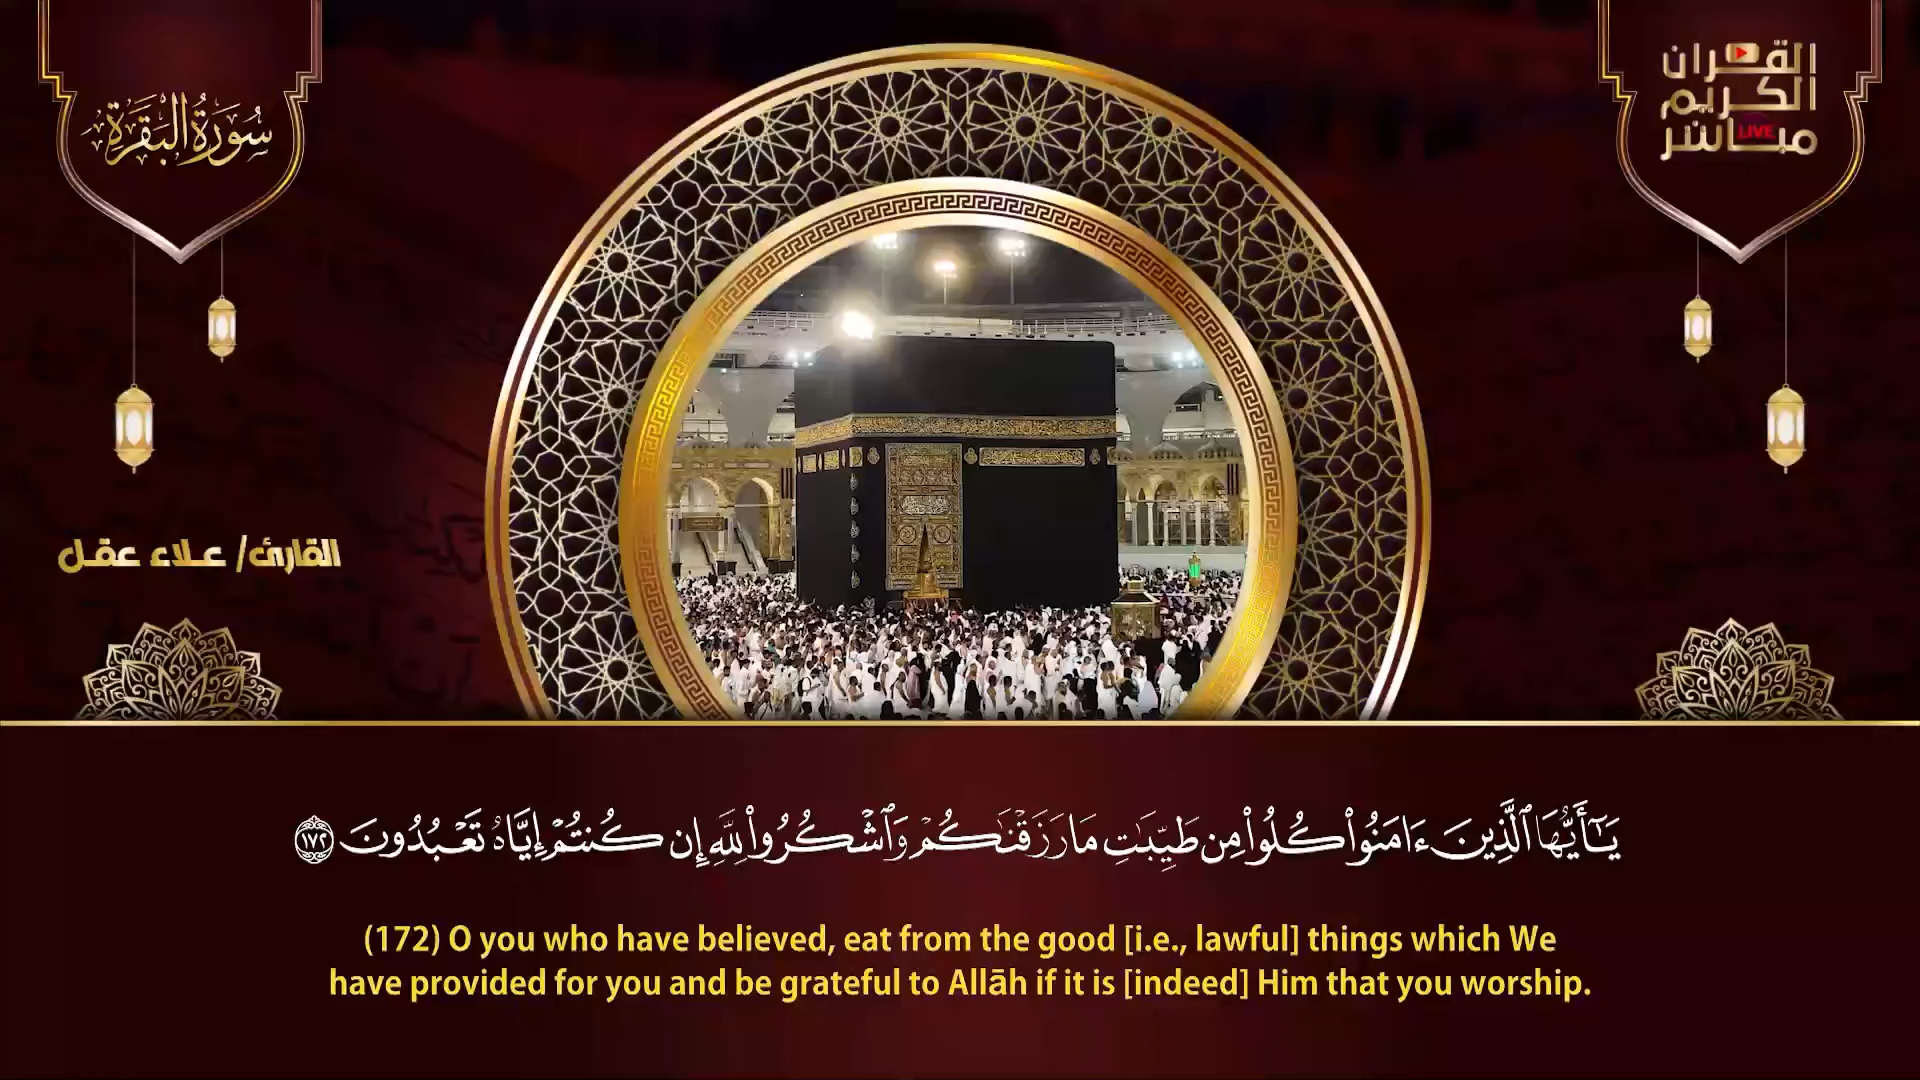 سُورَةُ البَقَرَةِ
القران
الكريم
مباشر
LIVE
القارئ/ علاء عقل
يَـٰٓأَيُّهَا ٱلَّذِينَ ءَامَنُوا۟ كُلُوا۟ مِن طَيِّبَـٰتِ مَا رَزَقْنَـٰكُمْ وَٱشْكُرُوا۟ لِلَّهِ إِن كُنتُمْ إِيَّاهُ تَعْبُدُونَ ١٧٢
(172) O you who have believed, eat from the good [i.e., lawful] things which We
have provided for you and be grateful to Allāh if it is [indeed] Him that you worship.